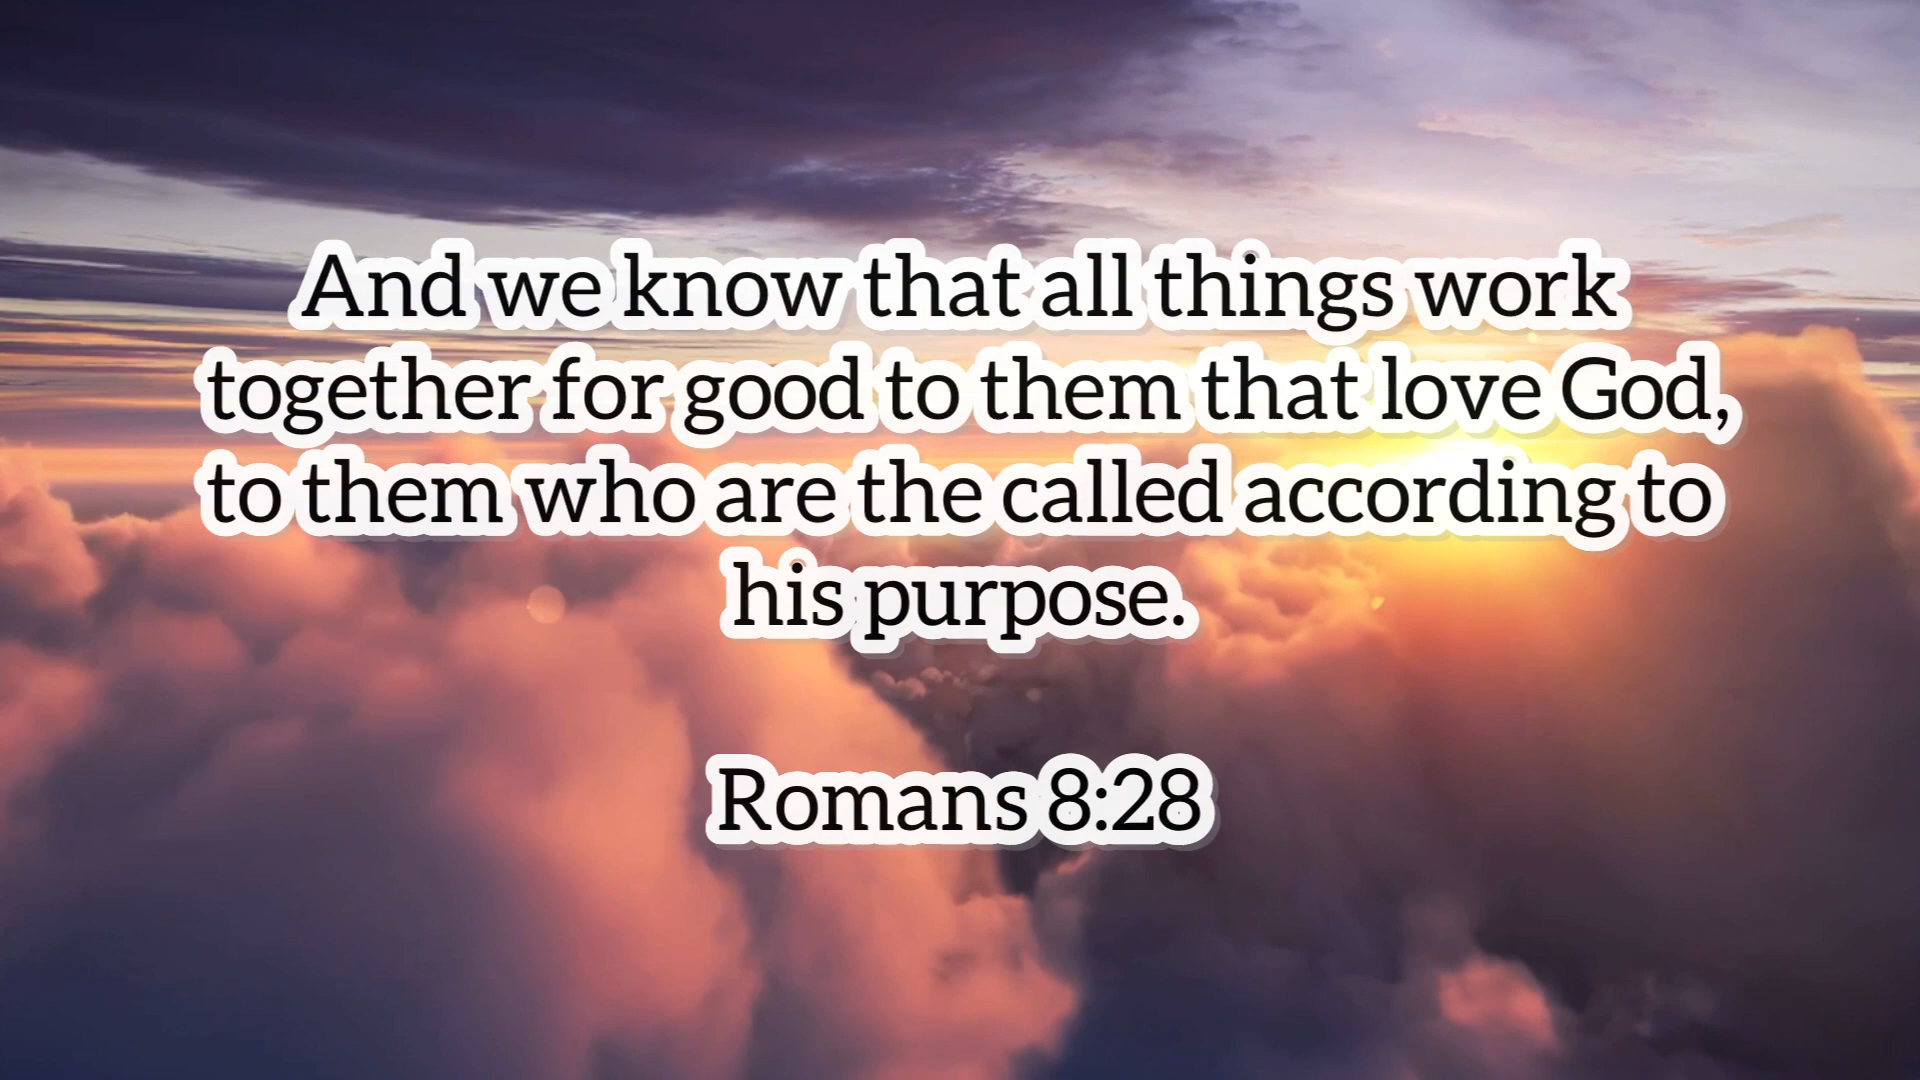 And we know that all things work
together for good to them that love God,
to them who are the called according to
his purpose.
Romans 8:28